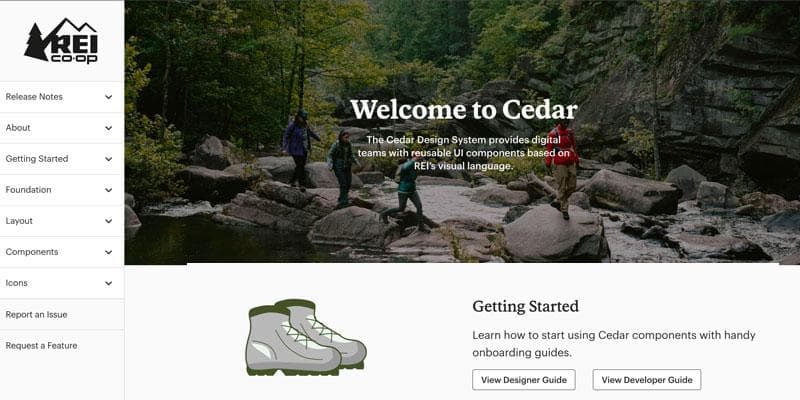 REI
co-op
Release Notes
About
Getting Started
Foundation
Layout
Components
Icons
Report an Issue
Request a Feature
Welcome to Cedar
The Cedar Design System provides digital
teams with reusable UI components based on
REI's visual language.
Getting Started
Learn how to start using Cedar components with handy
onboarding guides.
View Designer Guide
View Developer Guide